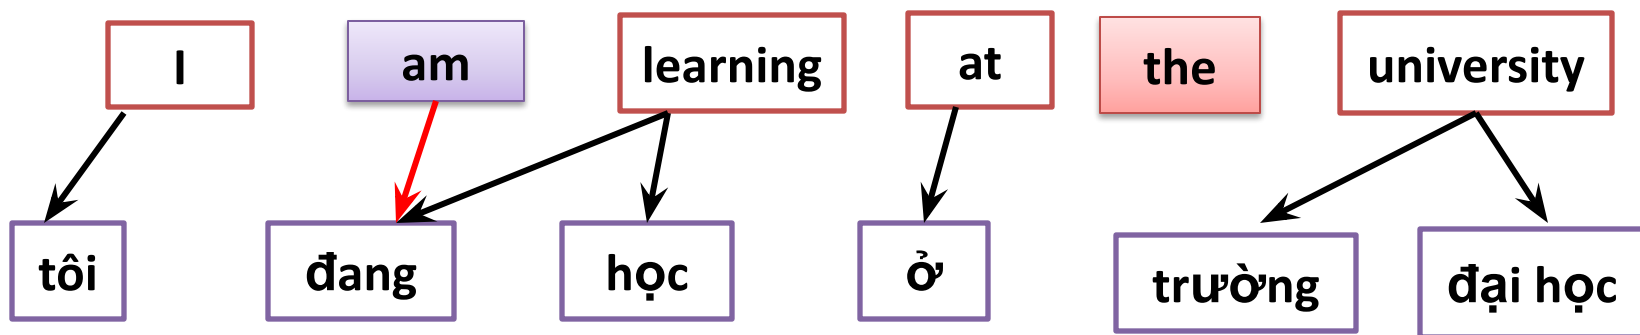 I am learning at the university
tôi đang học ở trường đại học